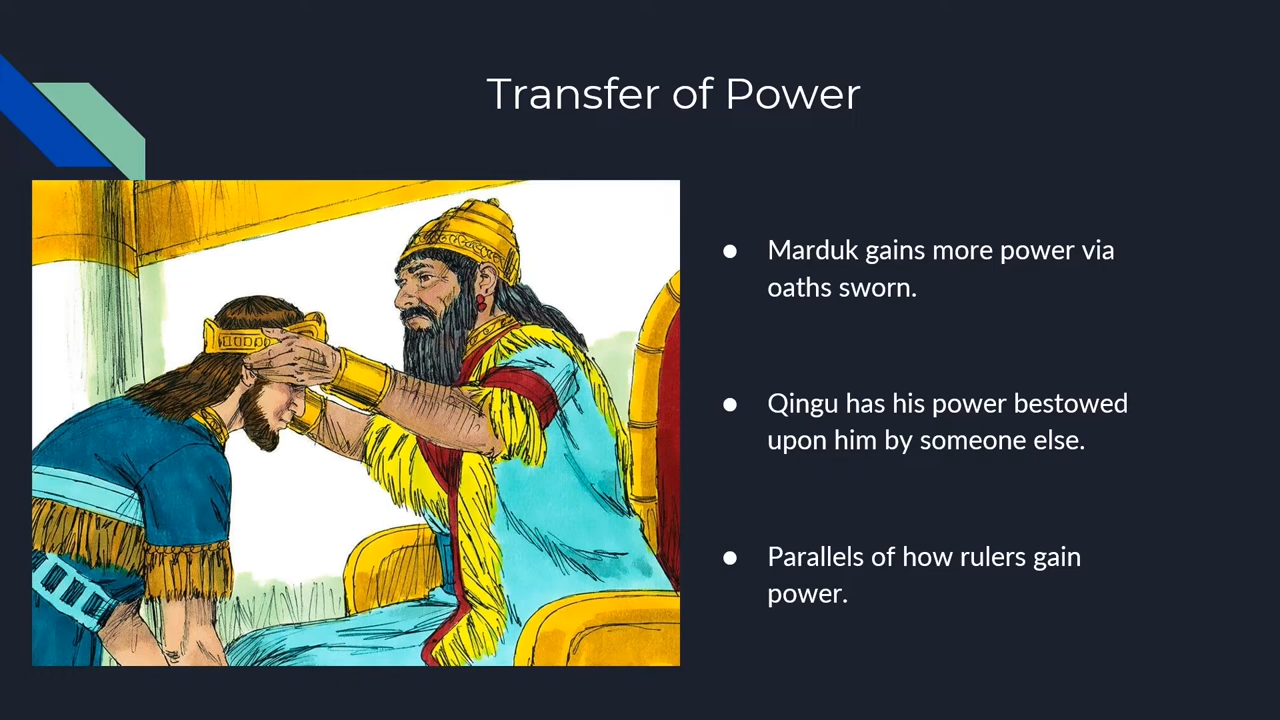 Transfer of Power
● Marduk gains more power via
oaths sworn.
● Qingu has his power bestowed
upon him by someone else.
● Parallels of how rulers gain
power.